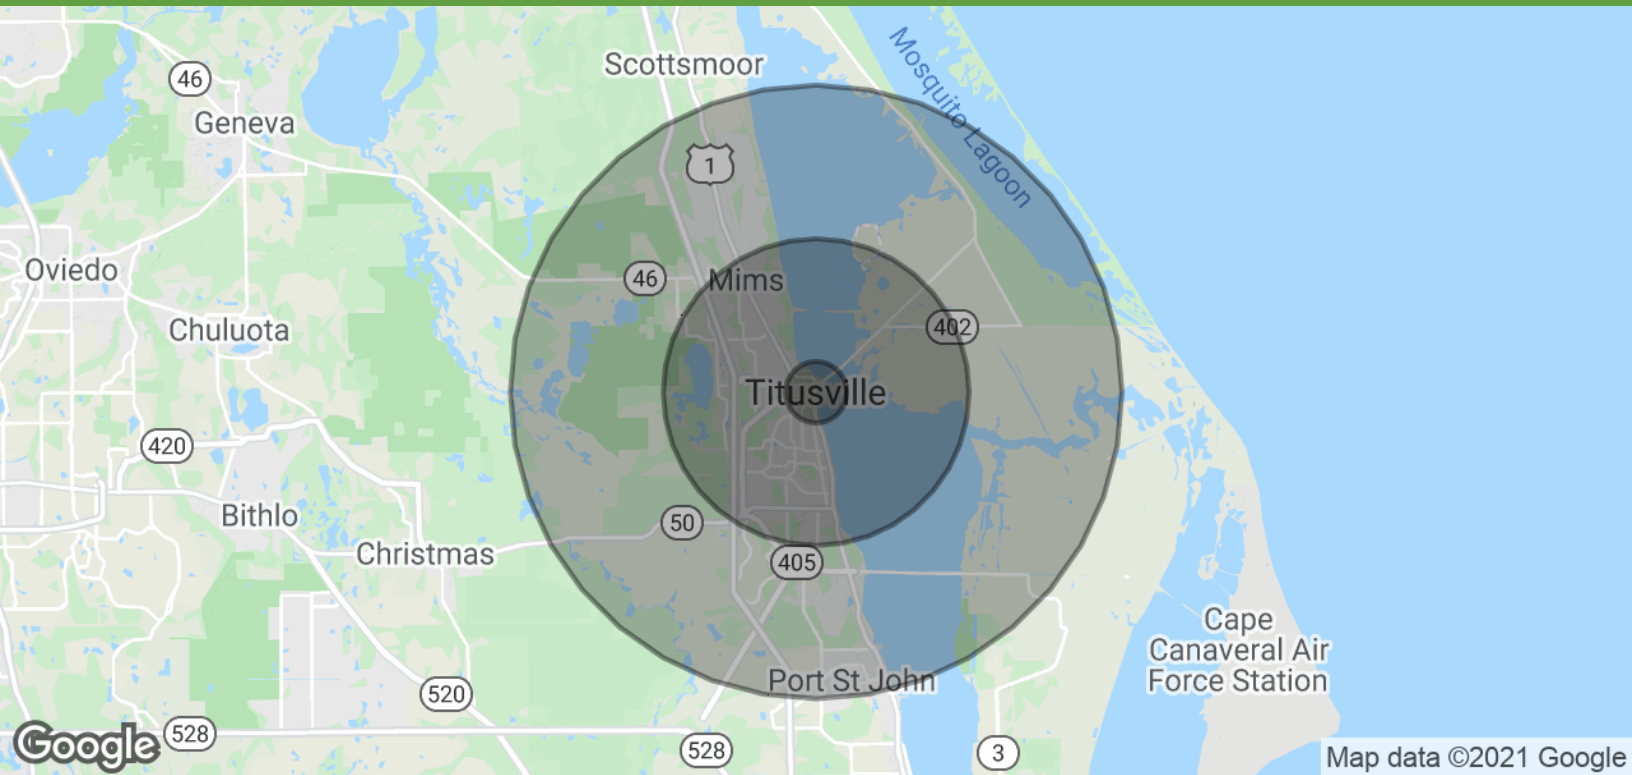 Scottsmoor
Mosquito Lagoon
46
Geneva
1
Oviedo
46
Mims
402
Chuluota
Titusville
420
Bithlo
50
Christmas
405
Cape
Canaveral Air
Force Station
Port St John
520
528
528
3
Google
Map data ©2021 Google